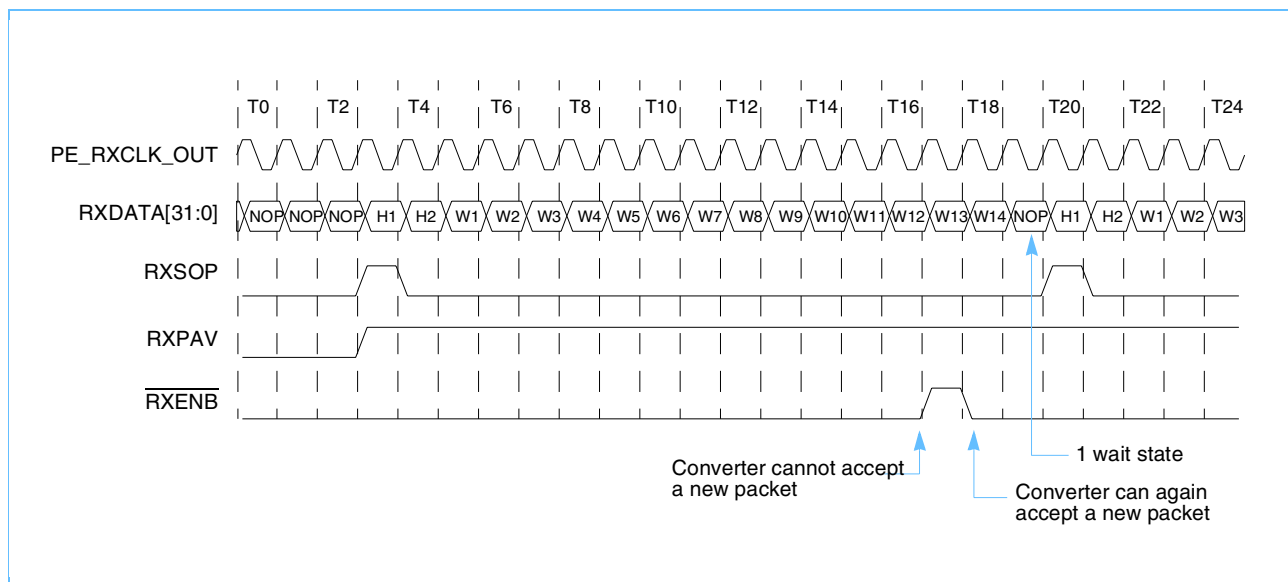 T0 T2 T4 T6 T8 T10 T12 T14 T16 T18 T20 T22 T24
PE_RXCLK_OUT
RXDATA[31:0] NOP NOP NOP H1 H2 W1 W2 W3 W4 W5 W6 W7 W8 W9 W10 W11 W12 W13 W14 NOP H1 H2 W1 W2 W3
RXSOP
RXPAV
RXENB
Converter cannot accept
a new packet
1 wait state
Converter can again
accept a new packet